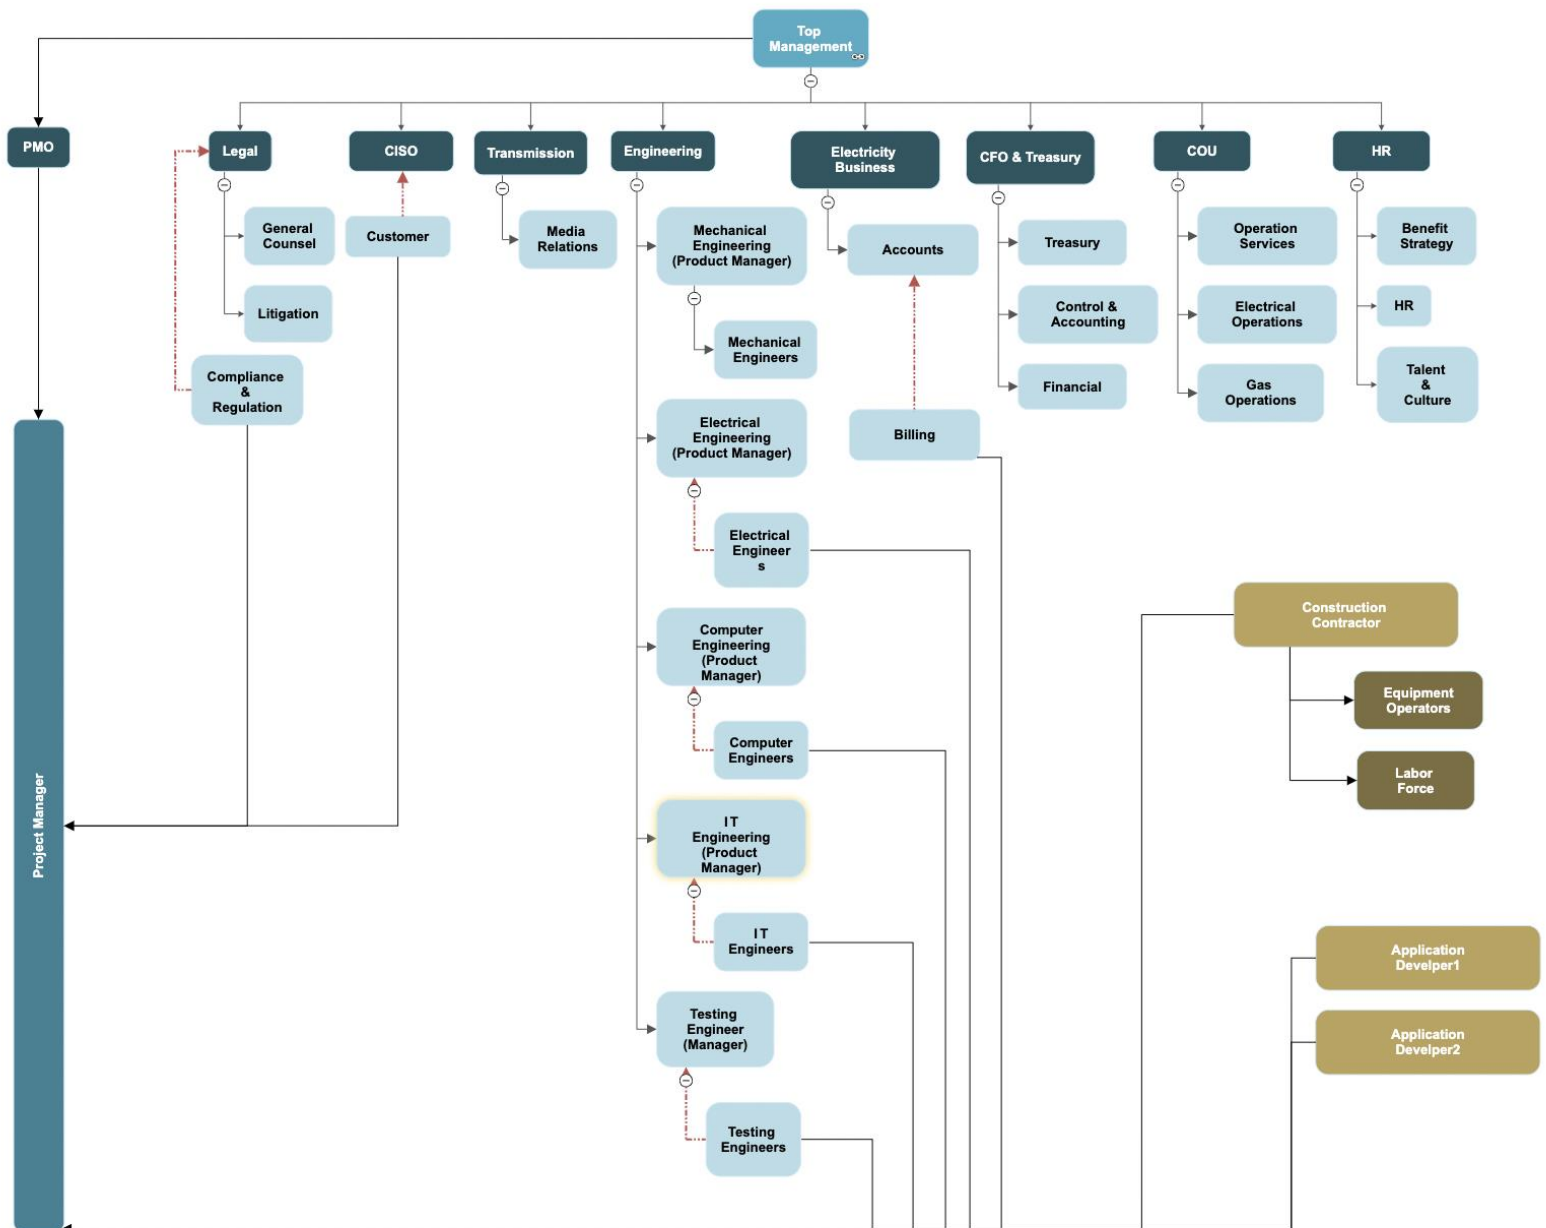 Top
Management
PMO
Legal
CISO
Transmission
Engineering
Electricity
Business
CFO & Treasury
COU
HR
General
Counsel
Litigation
Compliance
&
Regulation
Customer
Media
Relations
Mechanical
Engineering
(Product Manager)
Mechanical
Engineers
Electrical
Engineering
(Product Manager)
Electrical
Engineer
s
Computer
Engineering
(Product
Manager)
Computer
Engineers
IT
Engineering
(Product
Manager)
IT
Engineers
Testing
Engineer
(Manager)
Testing
Engineers
Accounts
Billing
Treasury
Control &
Accounting
Financial
Operation
Services
Electrical
Operations
Gas
Operations
Benefit
Strategy
HR
Talent
&
Culture
Project Manager
Construction
Contractor
Equipment
Operators
Labor
Force
Application
Develper1
Application
Develper2